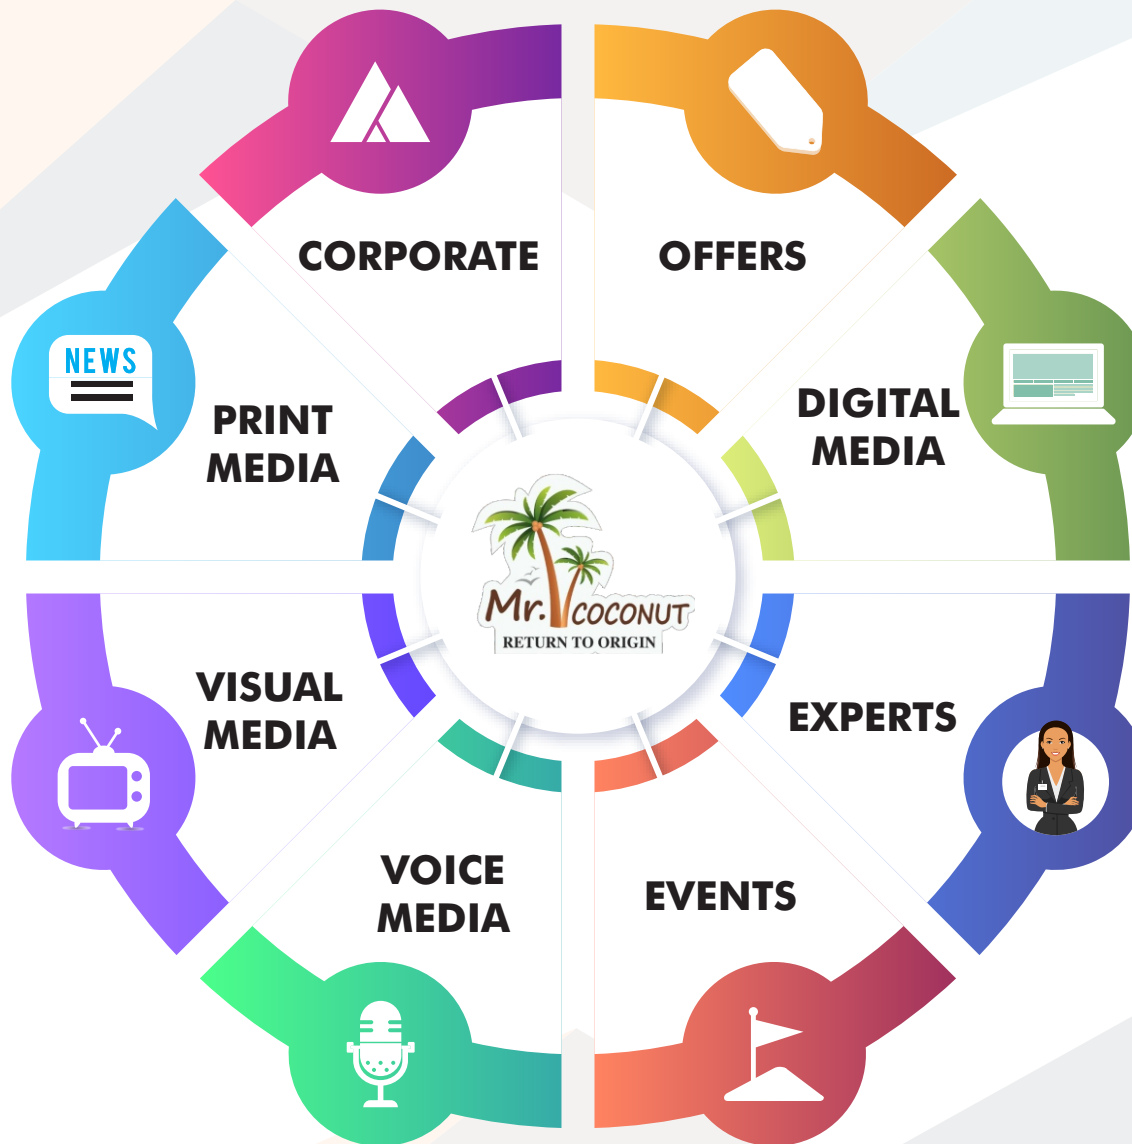 CORPORATE
OFFERS
NEWS
PRINT
MEDIA
DIGITAL
MEDIA
Mr. COCONUT
RETURN TO ORIGIN
VISUAL
MEDIA
EXPERTS
VOICE
MEDIA
EVENTS